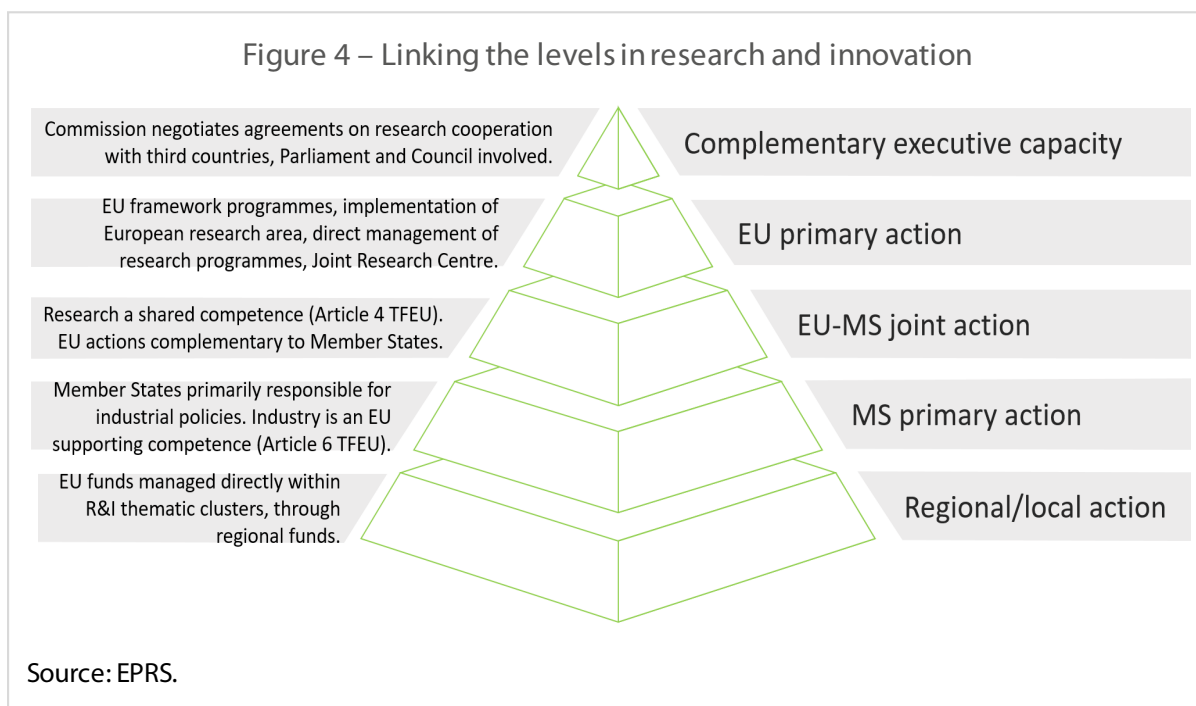 Figure 4 – Linking the levels in research and innovation
Commission negotiates agreements on research cooperation
with third countries, Parliament and Council involved.
Complementary executive capacity
EU framework programmes, implementation of
European research area, direct management of
research programmes, Joint Research Centre.
EU primary action
Research a shared competence (Article 4 TFEU).
EU actions complementary to Member States.
EU-MS joint action
Member States primarily responsible for
industrial policies. Industry is an EU
supporting competence (Article 6 TFEU).
MS primary action
EU funds managed directly within
R&I thematic clusters, through
regional funds.
Regional/local action
Source: EPRS.